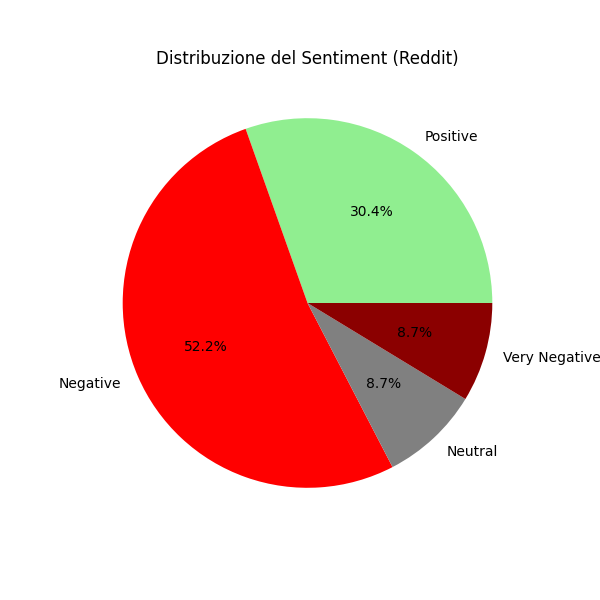 Distribuzione del Sentiment (Reddit)
Positive
30.4%
52.2%
Negative
8.7%
Very Negative
8.7%
Neutral